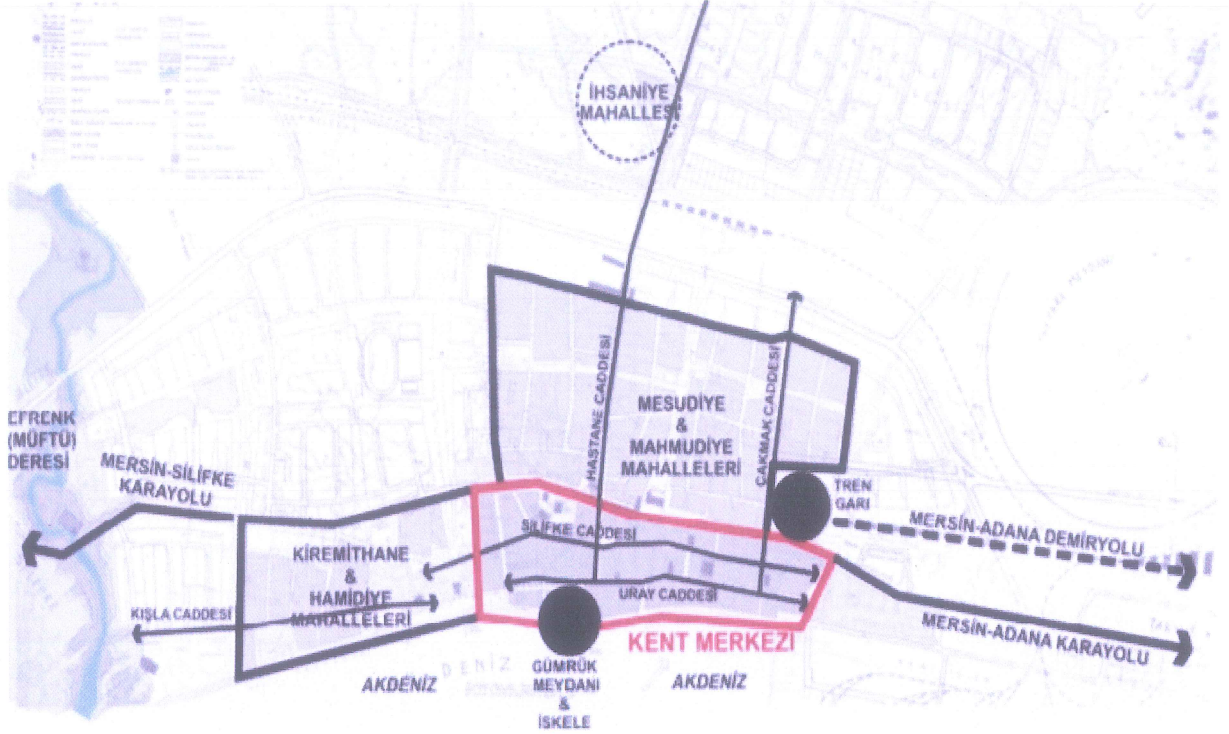 İHSANİYE
MAHALLESİ
HASTANE CADDESİ
ÇAKMAK CADDESİ
MESUDİYE
&
MAHMUDİYE
MAHALLELERİ
EFRENK
(MÜFTÜ)
DERESİ
MERSİN-SİLİFKE
KARAYOLU
TREN
GARI
MERSİN-ADANA DEMİRYOLU
SİLİFKE CADDESİ
KİREMİTHANE
&
HAMİDİYE
MAHALLELERİ
KIŞLA CADDESİ
URAY CADDESİ
KENT MERKEZİ
MERSİN-ADANA KARAYOLU
DENİZ
AKDENİZ
GÜMRÜK
MEYDANI
&
İSKELE
AKDENİZ